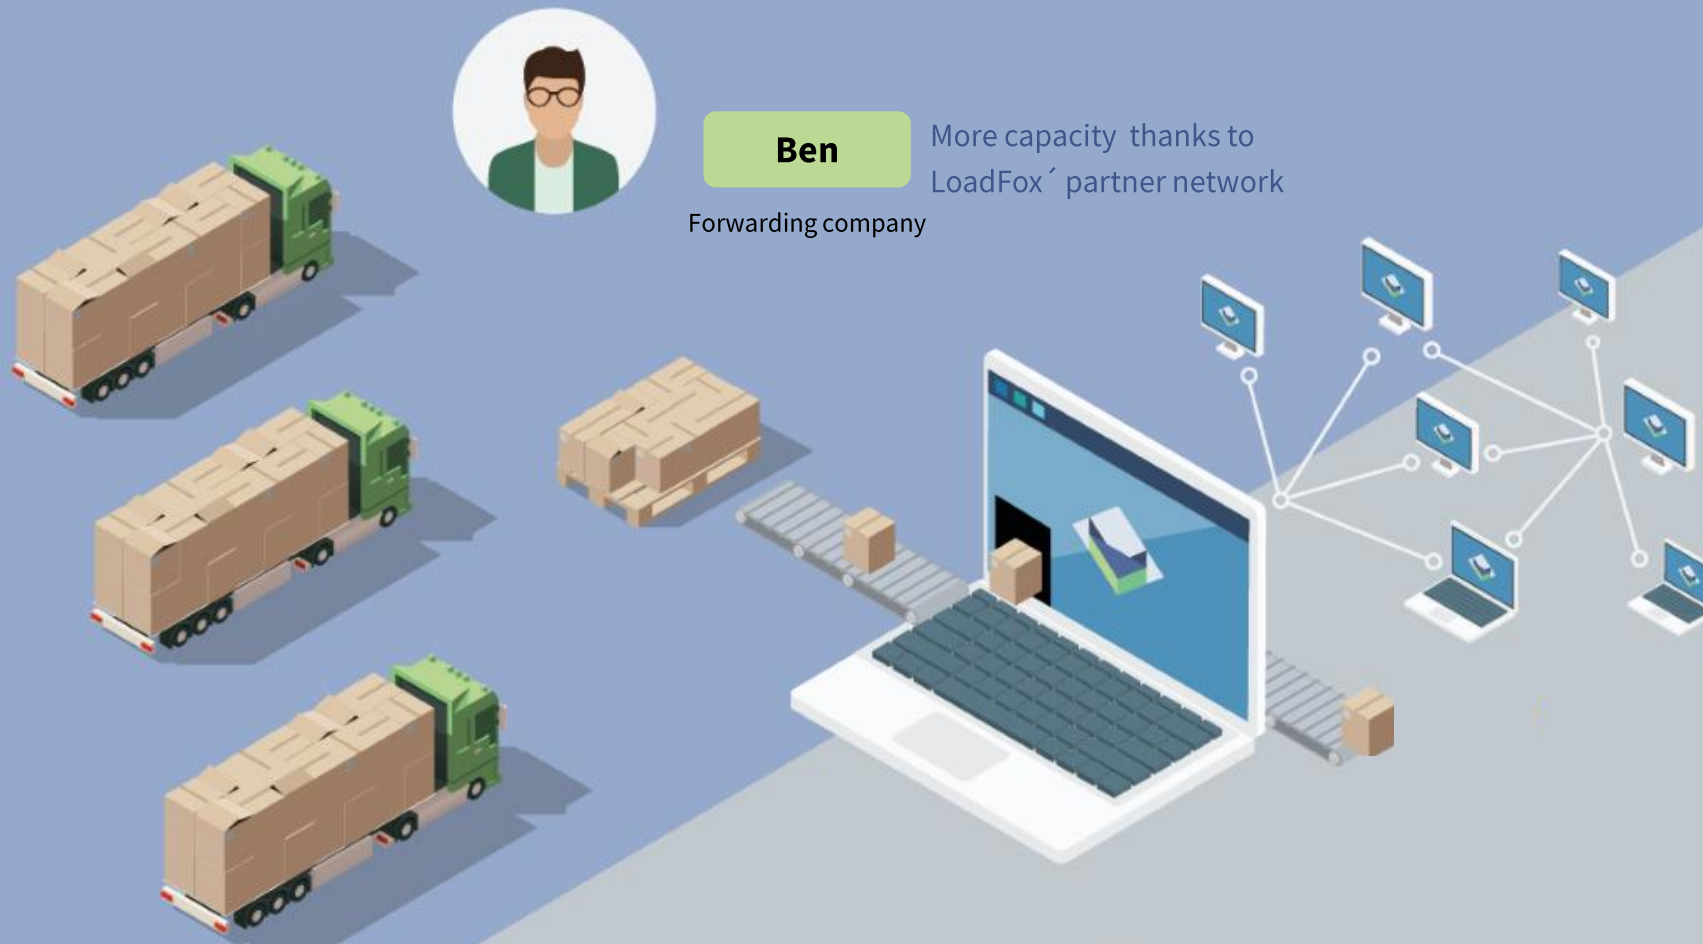 Ben
More capacity  thanks to
LoadFox´ partner network
Forwarding company